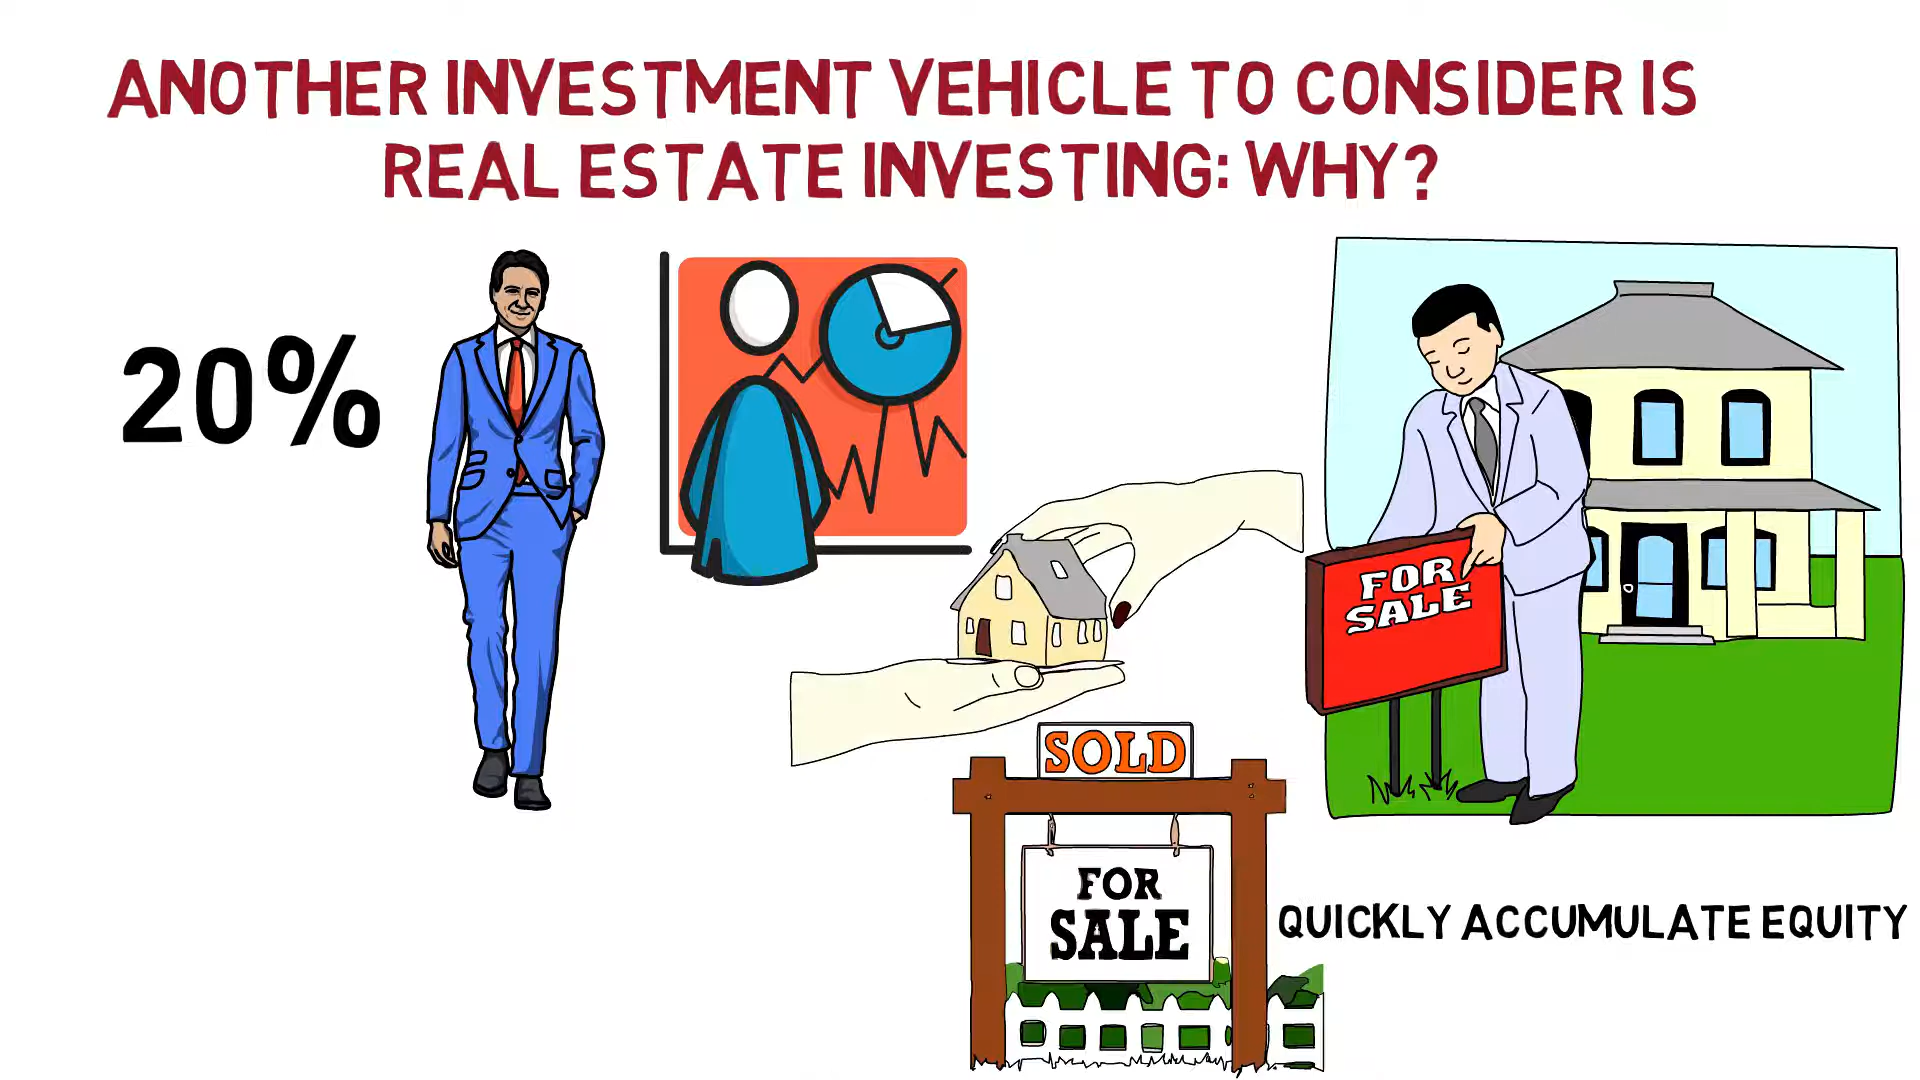 ANOTHER INVESTMENT VEHICLE TO CONSIDER IS
REAL ESTATE INVESTING: WHY?
20%
FOR
SALE
SOLD
FOR
SALE
QUICKLY ACCUMULATE EQUITY